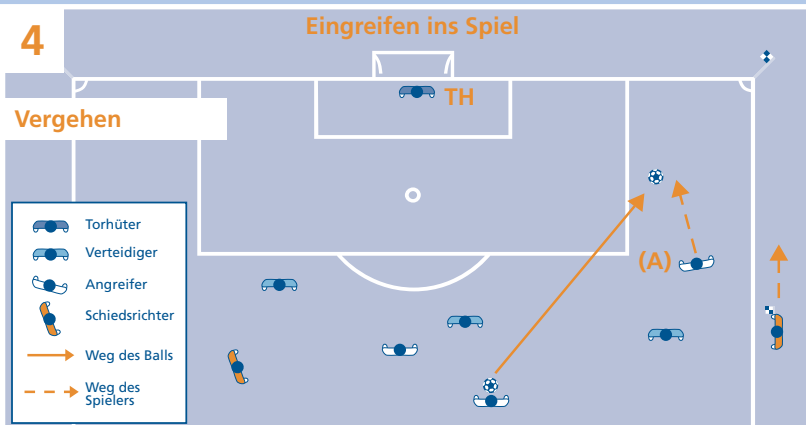 4
Eingreifen ins Spiel
TH
Vergehen
Torhüter
Verteidiger
Angreifer
Schiedsrichter
Weg des Balls
Weg des
Spielers
(A)